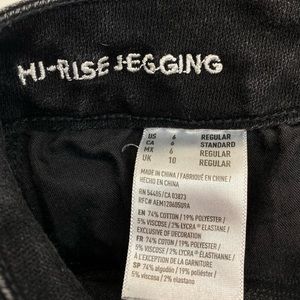 HI-RISE JEGGING
US 6 REGULAR
CA 6 STANDARD
MX 6 REGULAR
UK 10 REGULAR
MADE IN CHINA / FABRIQUÉ EN CHINE /
HECHO EN CHINA
RN 54485 / CA 03873
RFC# AEM1206059U9A
EN: 74% COTTON / 19% POLYESTER /
5% VISCOSE / 2% LYCRA® ELASTANE /
EXCLUSIVE OF DECORATION
FR: 74% COTON / 19% POLYESTER /
5% VISCOSE / 2% LYCRA® ÉLASTHANNE /
À L'EXCEPTION DE LA GARNITURE
SP: 74% algodón / 19% poliéster /
5% viscosa / 2% elastano